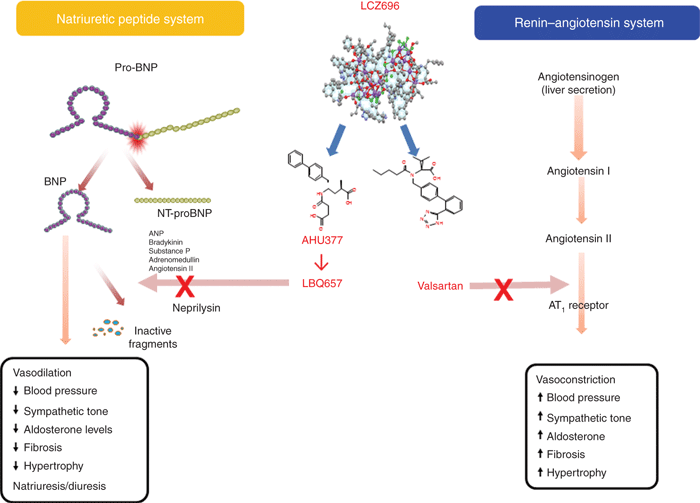 Natriuretic peptide system
LCZ696
Renin–angiotensin system
Pro-BNP
Angiotensinogen
(liver secretion)
BNP
NT-proBNP
Angiotensin I
ANP
Bradykinin
Substance P
Adrenomedullin
Angiotensin II
AHU377
Angiotensin II
LBQ657
Valsartan
X
X
Neprilysin
AT1 receptor
Inactive
fragments
Vasodilation
Blood pressure
Sympathetic tone
Aldosterone levels
Fibrosis
Hypertrophy
Natriuresis/diuresis
Vasoconstriction
Blood pressure
Sympathetic tone
Aldosterone
Fibrosis
Hypertrophy